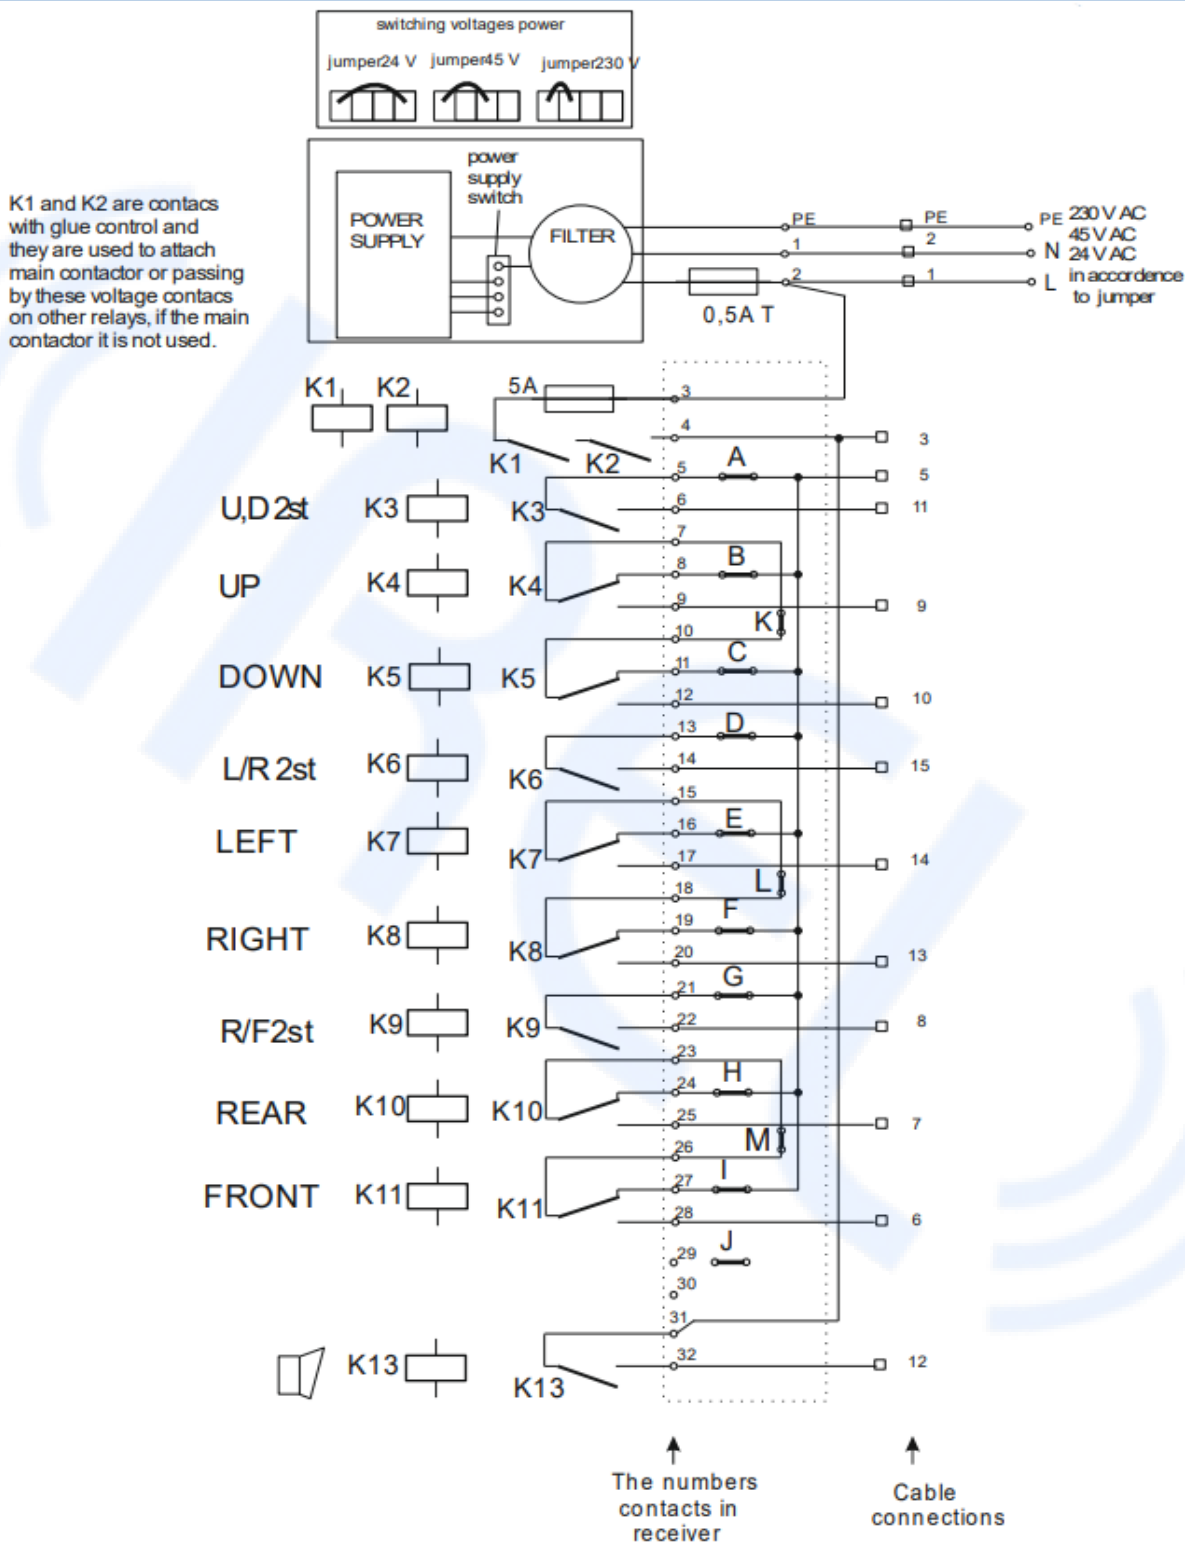 switching voltages power
jumper24 V jumper45 V jumper230 V
power
supply
switch
POWER
SUPPLY
FILTER
K1 and K2 are contacs
with glue control and
they are used to attach
main contactor or passing
by these voltage contacs
on other relays, if the main
contactor it is not used.
PE PE PE 230 V AC
45 V AC
1 2 N 24 V AC
2 1 L in accordence
to jumper
0,5A T
K1 K2 5A 3
4 3
K1 K2
5 A 5
U,D 2st K3 K3 6 11
7
UP K4 K4 8 B
9 9
K
10
DOWN K5 K5 11 C
12 10
13 D
L/R 2st K6 K6 14 15
15
LEFT K7 K7 16 E
17 14
L
18
RIGHT K8 K8 19 F
20 13
21 G
R/F2st K9 K9 22 8
23
REAR K10 K10 24 H
25 7
M
26
FRONT K11 K11 27 I
28 6
29 J
30
31
K13 K13 32 12
The numbers
contacts in
receiver
Cable
connections